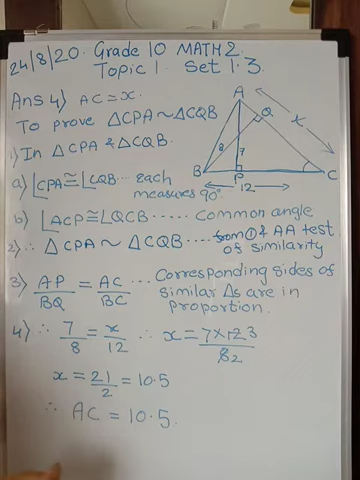 24/8/20. Grade 10 MATH 2
Topic 1. Set 1.3
Ans 4) AC = x.
To prove △CPA ~ △CQB
1) In △CPA & △CQB.
a) ∠CPA ≅ ∠CQB ... each measures 90°
b) ∠ACP ≅ ∠QCB ...... Common angle
2) ∴ △CPA ~ △CQB .... from ① & AA test of similarity
3) AP/BQ = AC/BC ... Corresponding sides of similar △s are in proportion.
4) ∴ 7/8 = x/12 ∴ x = 7×12 3/8 2
x = 21/2 = 10.5
∴ AC = 10.5.
A
Q
x
8
7
B
P
C
12